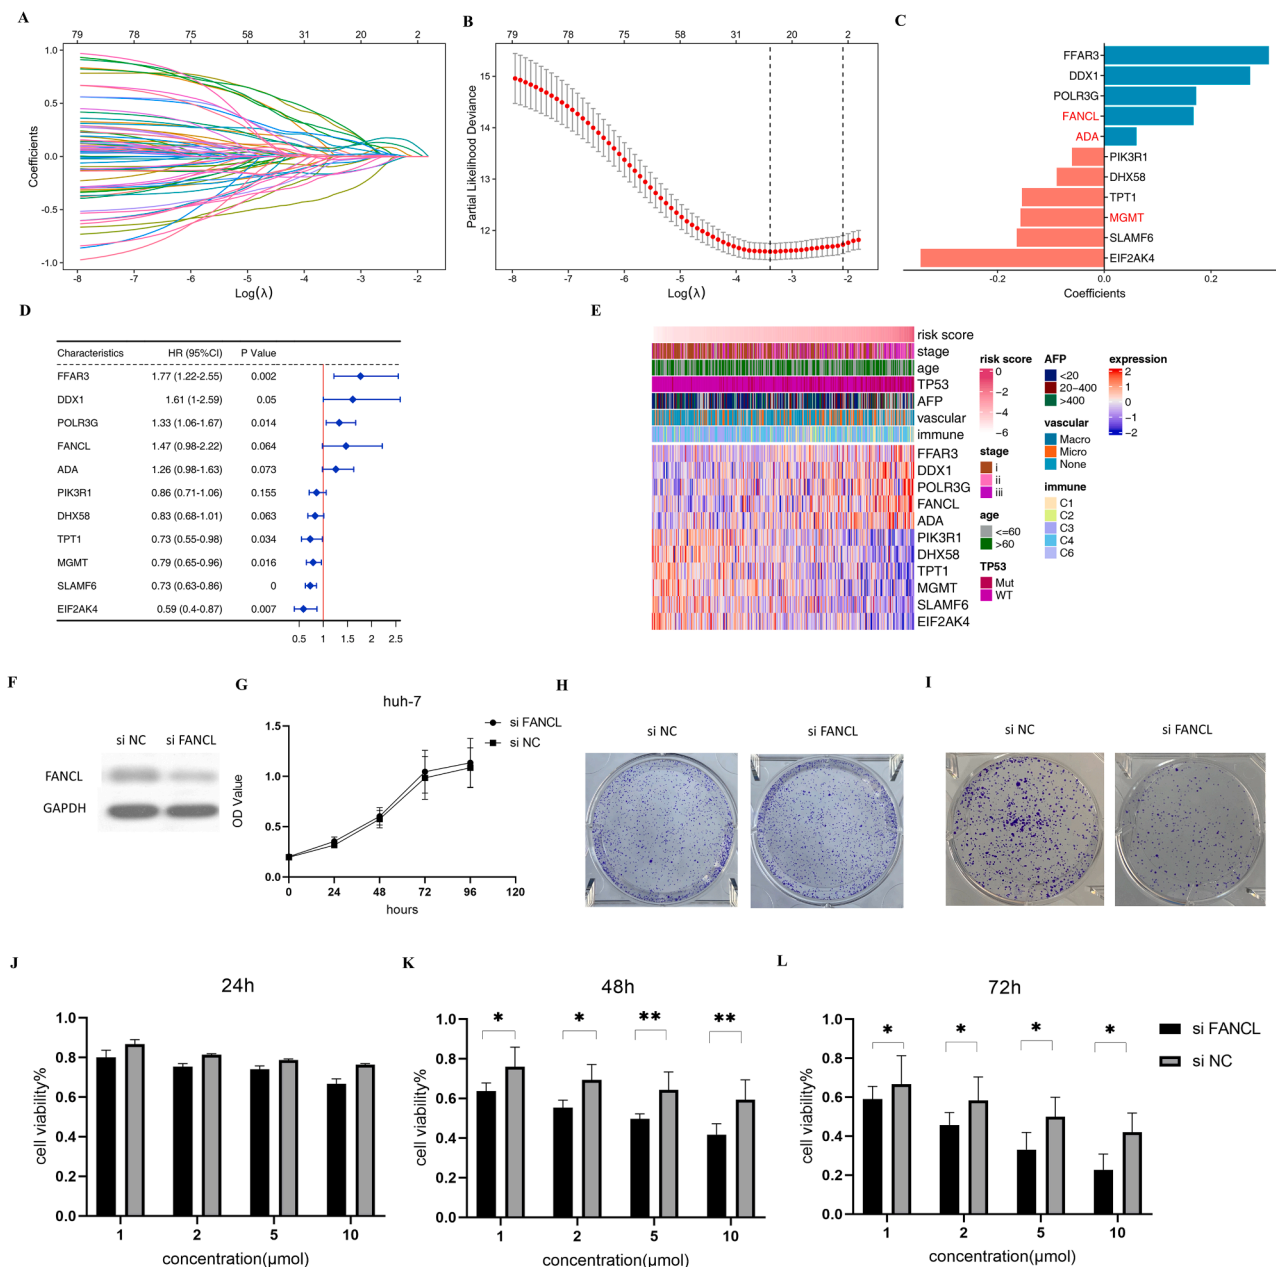 A
79 78 75 58 31 20 2
1.0
0.5
0.0
-0.5
-1.0
Coefficients
-8 -7 -6 -5 -4 -3 -2
Log(λ)
B
79 78 75 58 31 20 2
15
14
13
12
Partial Likelihood Deviance
-8 -7 -6 -5 -4 -3 -2
Log(λ)
C
FFAR3
DDX1
POLR3G
FANCL
ADA
PIK3R1
DHX58
TPT1
MGMT
SLAMF6
EIF2AK4
-0.2 0.0 0.2
Coefficients
D
Characteristics HR (95%CI) P Value
FFAR3 1.77 (1.22-2.55) 0.002
DDX1 1.61 (1-2.59) 0.05
POLR3G 1.33 (1.06-1.67) 0.014
FANCL 1.47 (0.98-2.22) 0.064
ADA 1.26 (0.98-1.63) 0.073
PIK3R1 0.86 (0.71-1.06) 0.155
DHX58 0.83 (0.68-1.01) 0.063
TPT1 0.73 (0.55-0.98) 0.034
MGMT 0.79 (0.65-0.96) 0.016
SLAMF6 0.73 (0.63-0.86) 0
EIF2AK4 0.59 (0.4-0.87) 0.007
0.5 1 1.5 2 2.5
E
risk score
stage
age
TP53
AFP
vascular
immune
FFAR3
DDX1
POLR3G
FANCL
ADA
PIK3R1
DHX58
TPT1
MGMT
SLAMF6
EIF2AK4
risk score
0
−2
−4
−6
stage
i
ii
iii
age
<=60
>60
TP53
Mut
WT
AFP
<20
20−400
>400
vascular
Macro
Micro
None
immune
C1
C2
C3
C4
C6
expression
2
1
0
−1
−2
F
si NC si FANCL
FANCL
GAPDH
G
huh-7
si FANCL
si NC
1.5
1.0
0.5
0.0
OD Value
0 24 48 72 96 120
hours
H
si NC si FANCL
I
si NC si FANCL
J
24h
1.0
0.8
0.6
0.4
0.2
0.0
cell viability%
1 2 5 10
concentration(μmol)
K
48h
* * ** **
1.0
0.8
0.6
0.4
0.2
0.0
cell viability%
1 2 5 10
concentration(μmol)
L
72h
* * * *
1.0
0.8
0.6
0.4
0.2
0.0
cell viability%
1 2 5 10
concentration(μmol)
si FANCL
si NC